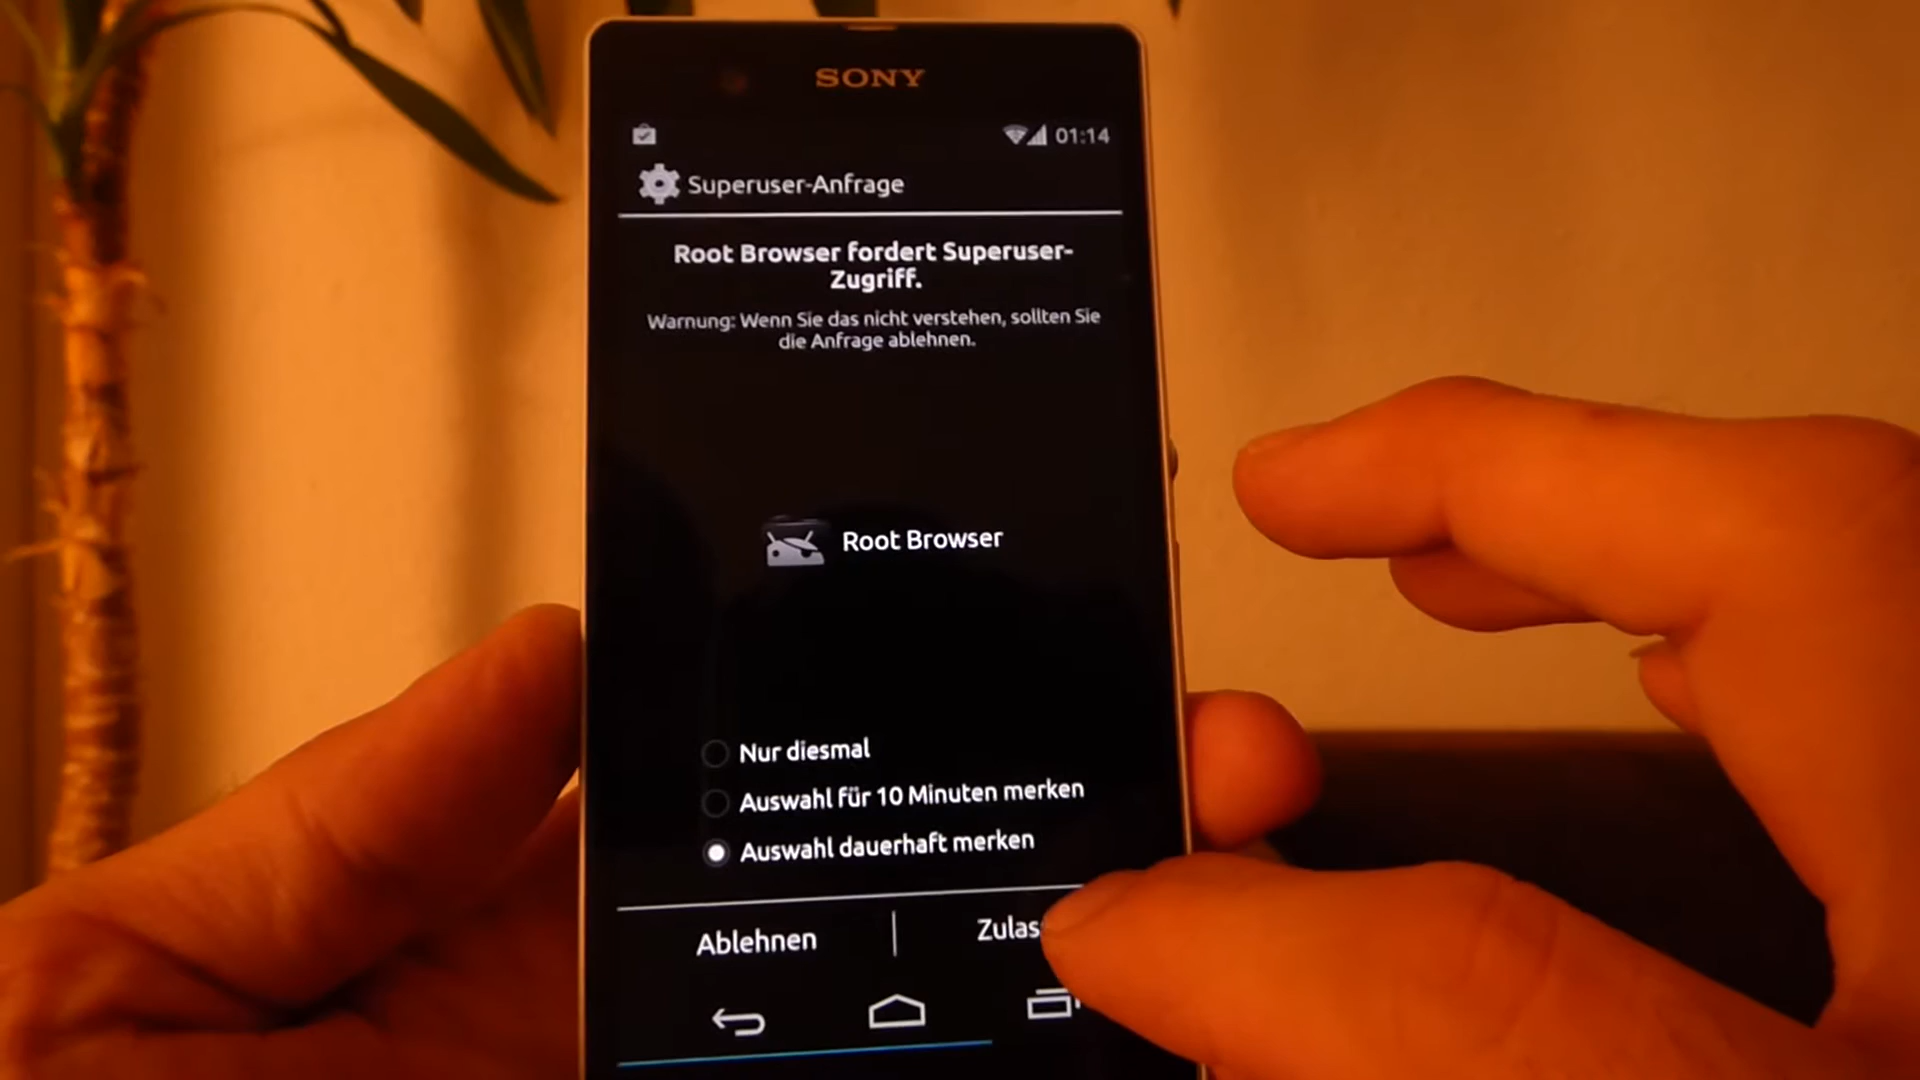 SONY
01:14
Superuser-Anfrage
Root Browser fordert Superuser-
Zugriff.
Warnung: Wenn Sie das nicht verstehen, sollten Sie
die Anfrage ablehnen.
Root Browser
Nur diesmal
Auswahl für 10 Minuten merken
Auswahl dauerhaft merken
Ablehnen
Zulas